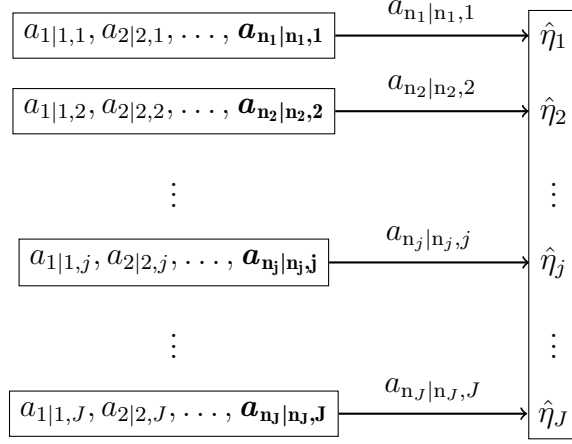 a_{1|1,1}, a_{2|2,1}, …, **a_{n_1|n_1,1}** a_{n_1|n_1,1} η̂_1
a_{1|1,2}, a_{2|2,2}, …, **a_{n_2|n_2,2}** a_{n_2|n_2,2} η̂_2
⋮ ⋮
a_{1|1,j}, a_{2|2,j}, …, **a_{n_j|n_j,j}** a_{n_j|n_j,j} η̂_j
⋮ ⋮
a_{1|1,J}, a_{2|2,J}, …, **a_{n_J|n_J,J}** a_{n_J|n_J,J} η̂_J